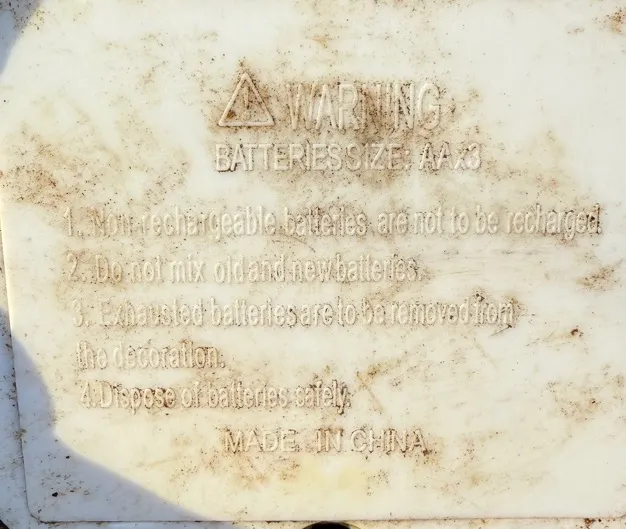 WARNING
BATTERIES SIZE: AAx3
1. Non-rechargeable batteries are not to be recharged.
2. Do not mix old and new batteries.
3. Exhausted batteries are to be removed from
the decoration.
4. Dispose of batteries safely.
MADE IN CHINA